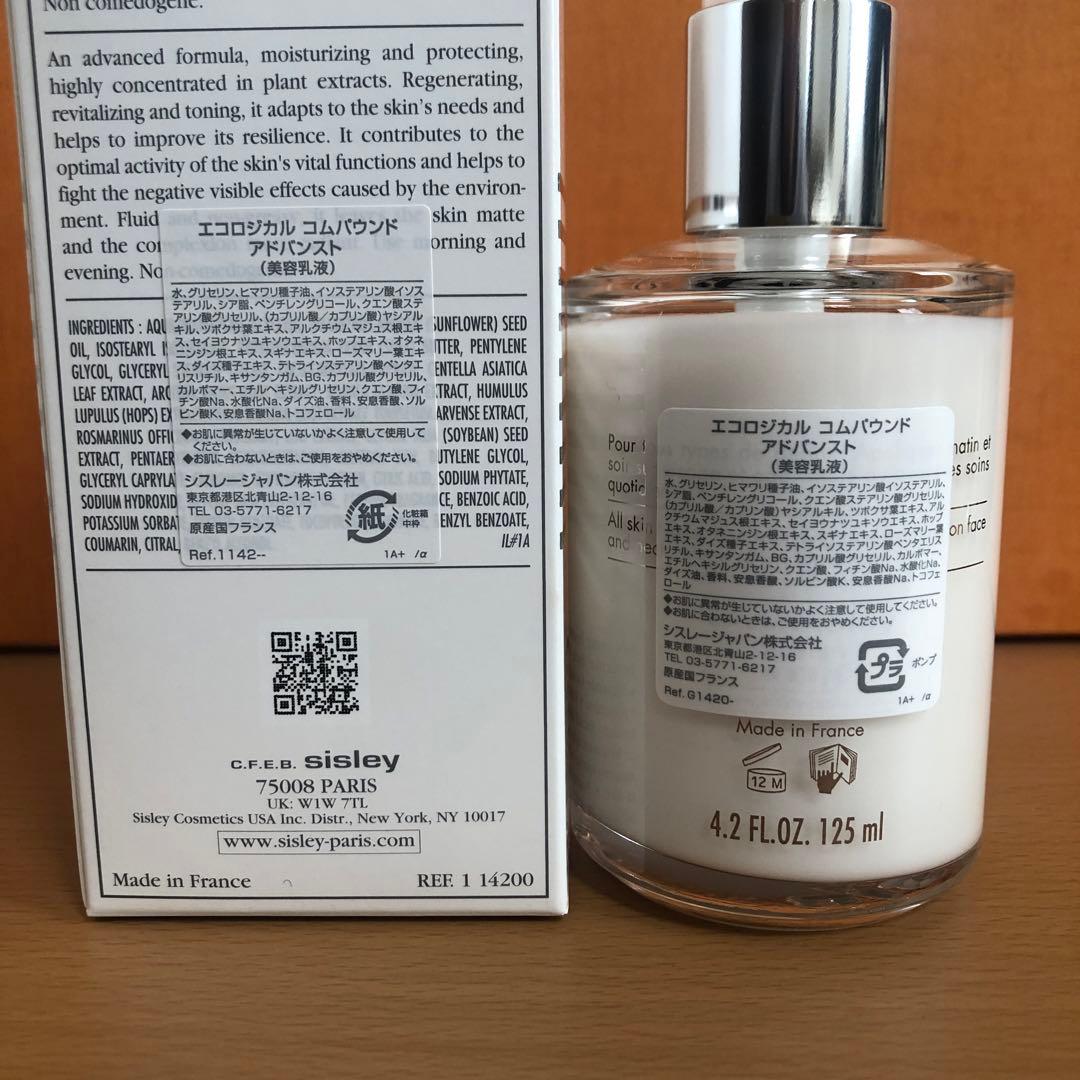 Non comedogène.
An advanced formula, moisturizing and protecting,
highly concentrated in plant extracts. Regenerating,
revitalizing and toning, it adapts to the skin's needs and
helps to improve its resilience. It contributes to the
optimal activity of the skin's vital functions and helps to
fight the negative visible effects caused by the environ-
ment. Fluid skin matte
and the morning and
evening.
INGREDIENTS : SUNFLOWER) SEED
OIL, ISOSTEARYL PENTYLENE
GLYCOL, GLYCERYL ASIATICA
LEAF EXTRACT, HUMULUS
LUPULUS (HOPS) ARVENSE EXTRACT,
ROSMARINUS (SOYBEAN) SEED
EXTRACT, BUTYLENE GLYCOL,
GLYCERYL SODIUM PHYTATE,
SODIUM BENZOIC ACID,
POTASSIUM BENZYL BENZOATE,
COUMARIN, CITRAL, IL#1A
エコロジカル コムパウンド
アドバンスト
(美容乳液)
水、グリセリン、ヒマワリ種子油、イソステアリン酸イソス
テアリル、シア脂、ペンチレングリコール、クエン酸ステ
アリン酸グリセリル、(カプリル酸/カプリン酸)ヤシアル
キル、ツボクサ葉エキス、アルクチウムマジュス根エキ
ス、セイヨウナツユキソウエキス、ホップエキス、オタネ
ニンジン根エキス、スギナエキス、ローズマリー葉エキ
ス、ダイズ種子エキス、テトライソステアリン酸ペンタエ
リスリチル、キサンタンガム、BG、カプリル酸グリセリル、
カルボマー、エチルヘキシルグリセリン、クエン酸、フィ
チン酸Na、水酸化Na、ダイズ油、香料、安息香酸、ソル
ビン酸K、安息香酸Na、トコフェロール
◆お肌に異常が生じていないかよく注意して使用して
ください。
◆お肌に合わないときは、ご使用をおやめください。
シスレージャパン株式会社
東京都港区北青山2-12-16
TEL 03-5771-6217
原産国フランス
Ref.1142--
紙
化粧箱
中枠
1A+ /α
C.F.E.B. sisley
75008 PARIS
UK: W1W 7TL
Sisley Cosmetics USA Inc. Distr., New York, NY 10017
www.sisley-paris.com
Made in France REF. 1 14200
Pour matin et
soin soins
All skin on face
and
エコロジカル コムパウンド
アドバンスト
(美容乳液)
水、グリセリン、ヒマワリ種子油、イソステアリン酸イソステアリル、
シア脂、ペンチレングリコール、クエン酸ステアリン酸グリセリル、
(カプリル酸/カプリン酸)ヤシアルキル、ツボクサ葉エキス、アル
クチウムマジュス根エキス、セイヨウナツユキソウエキス、ホップ
エキス、オタネニンジン根エキス、スギナエキス、ローズマリー葉エ
キス、ダイズ種子エキス、テトライソステアリン酸ペンタエリス
リチル、キサンタンガム、BG、カプリル酸グリセリル、カルボマー、
エチルヘキシルグリセリン、クエン酸、フィチン酸Na、水酸化Na、
ダイズ油、香料、安息香酸、ソルビン酸K、安息香酸Na、トコフェ
ロール
◆お肌に異常が生じていないかよく注意して使用してください。
◆お肌に合わないときは、ご使用をおやめください。
シスレージャパン株式会社
東京都港区北青山2-12-16
TEL 03-5771-6217
原産国フランス
Ref. G1420-
プラ
ポンプ
1A+ /α
Made in France
12 M
4.2 FL.OZ. 125 ml